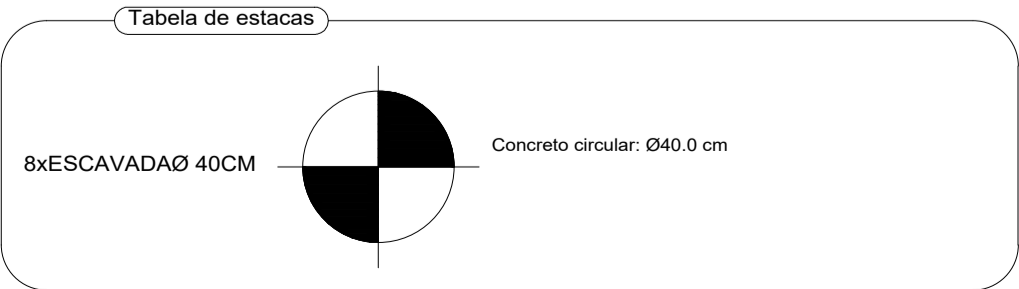 Tabela de estacas
8xESCAVADAØ 40CM
Concreto circular: Ø40.0 cm